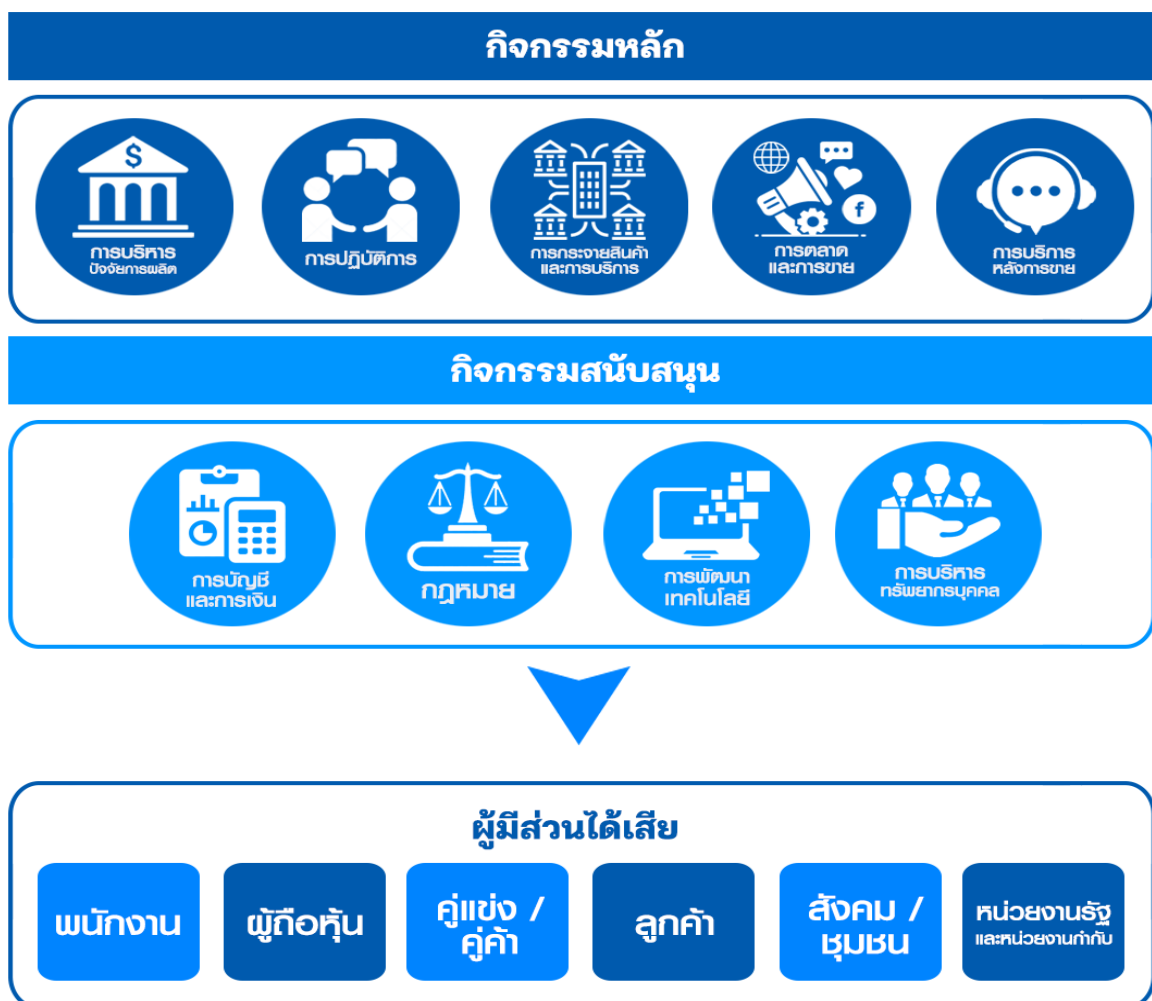 กิจกรรมหลัก
$
การบริหาร
ปัจจัยการผลิต
การปฏิบัติการ
การกระจายสินค้า
และการบริการ
f
การตลาด
และการขาย
การบริการ
หลังการขาย
กิจกรรมสนับสนุน
การบัญชี
และการเงิน
กฎหมาย
การพัฒนา
เทคโนโลยี
การบริหาร
ทรัพยากรบุคคล
ผู้มีส่วนได้เสีย
พนักงาน
ผู้ถือหุ้น
คู่แข่ง /
คู่ค้า
ลูกค้า
สังคม /
ชุมชน
หน่วยงานรัฐ
และหน่วยงานกำกับ